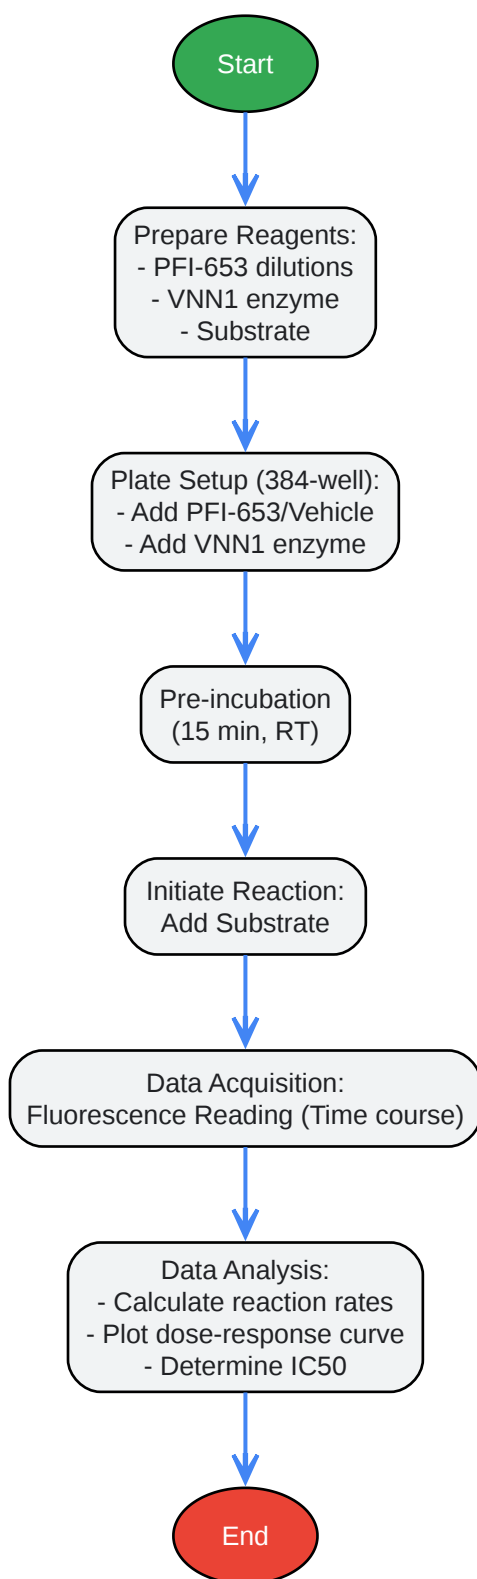 Start
Prepare Reagents:
- PFI-653 dilutions
- VNN1 enzyme
- Substrate
Plate Setup (384-well):
- Add PFI-653/Vehicle
- Add VNN1 enzyme
Pre-incubation
(15 min, RT)
Initiate Reaction:
Add Substrate
Data Acquisition:
Fluorescence Reading (Time course)
Data Analysis:
- Calculate reaction rates
- Plot dose-response curve
- Determine IC50
End